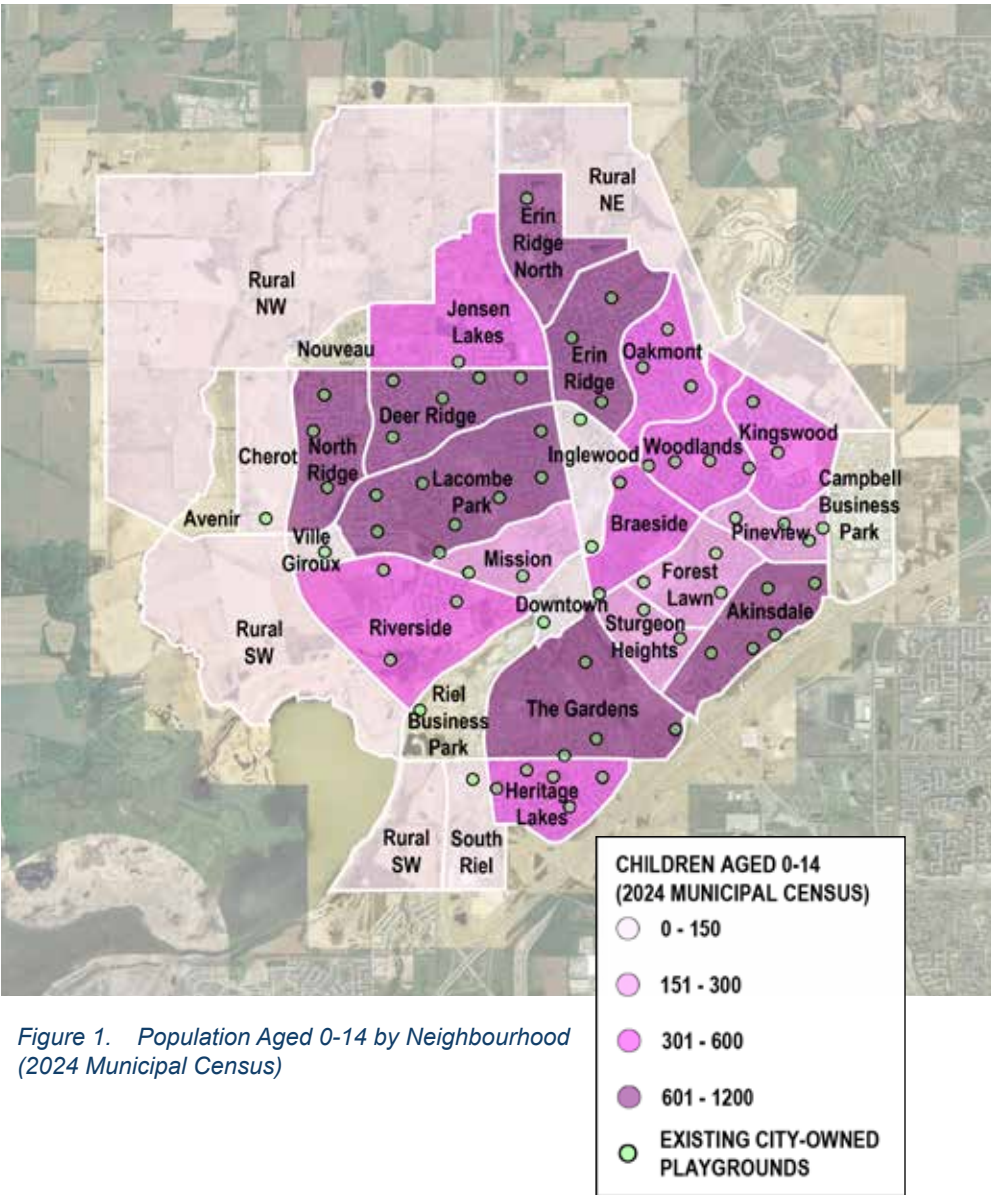 Rural
NE
Erin
Ridge
North
Rural
NW
Jensen
Lakes
Nouveau
Erin
Ridge
Oakmont
Deer Ridge
North
Ridge
Cherot
Inglewood
Woodlands
Kingswood
Lacombe
Park
Campbell
Business
Park
Avenir
Braeside
Pineview
Ville
Giroux
Mission
Forest
Lawn
Downtown
Akinsdale
Sturgeon
Heights
Riverside
Rural
SW
Riel
Business
Park
The Gardens
Heritage
Lakes
Rural
SW
South
Riel
CHILDREN AGED 0-14
(2024 MUNICIPAL CENSUS)
0 - 150
151 - 300
301 - 600
601 - 1200
EXISTING CITY-OWNED
PLAYGROUNDS
Figure 1. Population Aged 0-14 by Neighbourhood
(2024 Municipal Census)